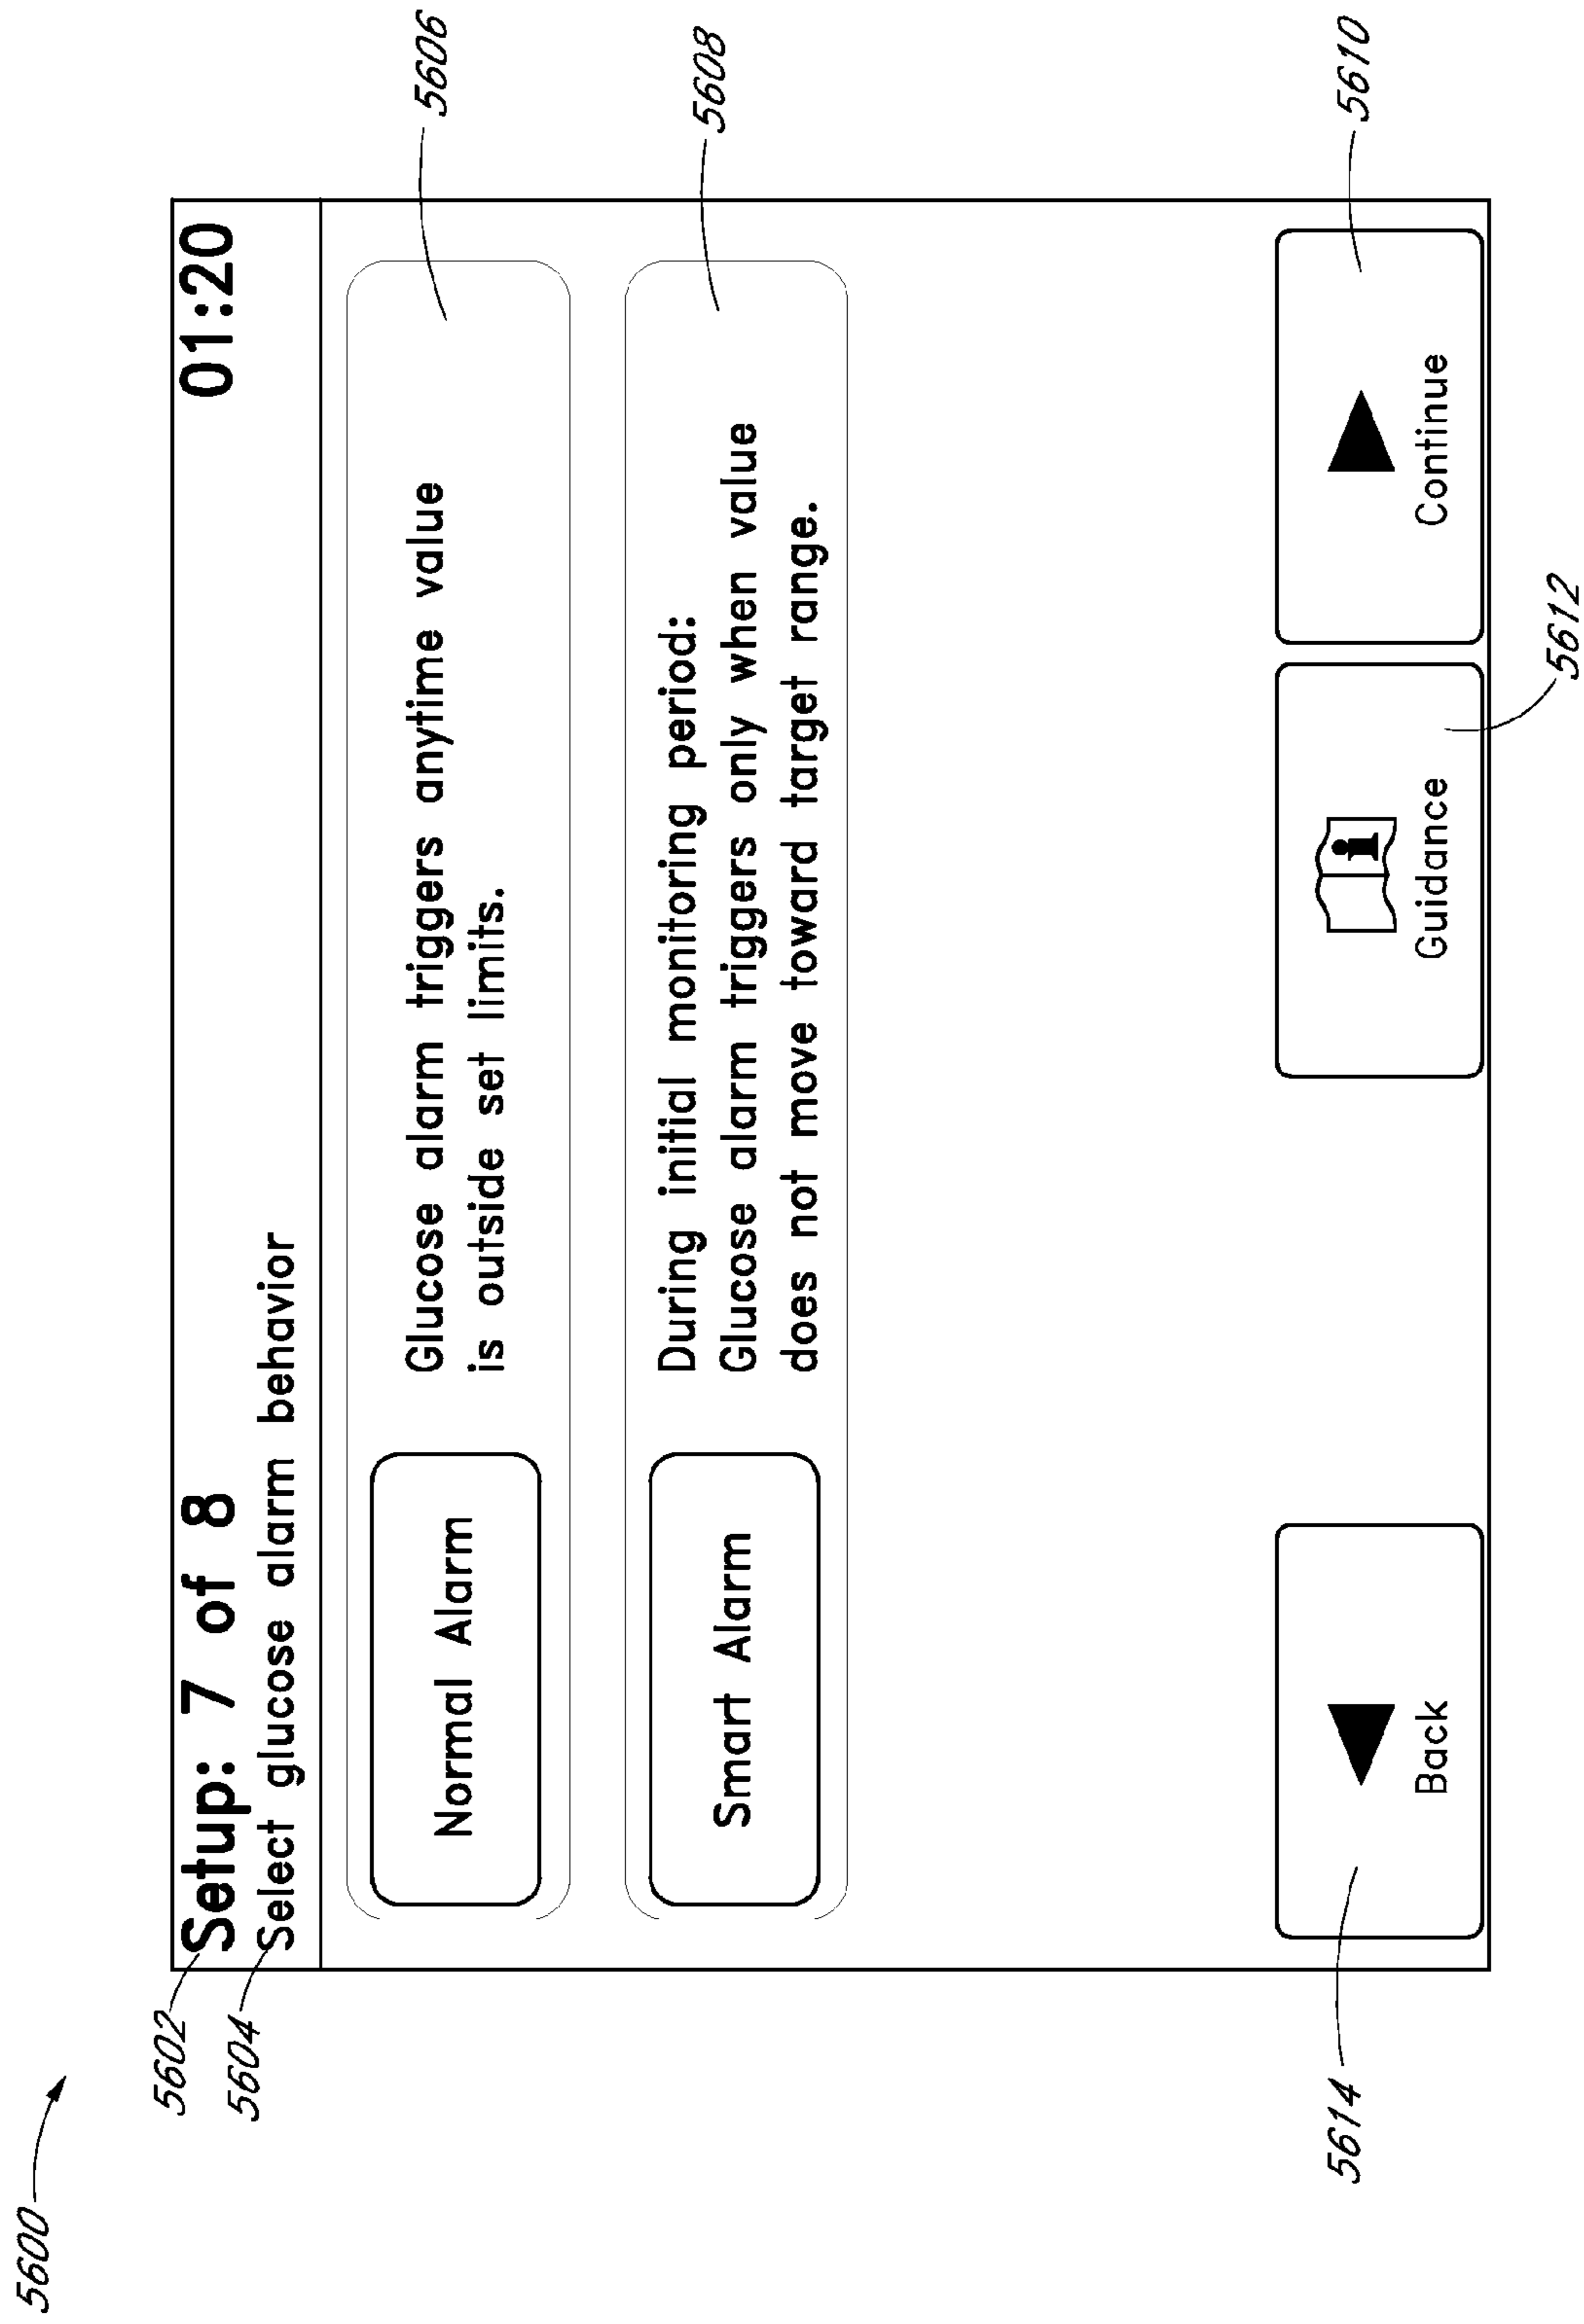 5600
5602
Setup: 7 of 8
01:20
5604
Select glucose alarm behavior
Normal Alarm
Glucose alarm triggers anytime value
is outside set limits.
5606
Smart Alarm
During initial monitoring period:
Glucose alarm triggers only when value
does not move toward target range.
5608
5614
Back
Guidance
Continue
5610
5612